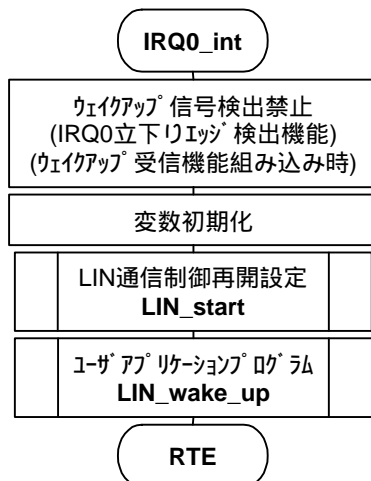 IRQ0_int
ウェイクアップ信号検出禁止
(IRQ0立下りエッジ検出機能)
(ウェイクアップ受信機能組み込み時)
変数初期化
LIN通信制御再開設定
LIN_start
ユーザアプリケーションプログラム
LIN_wake_up
RTE